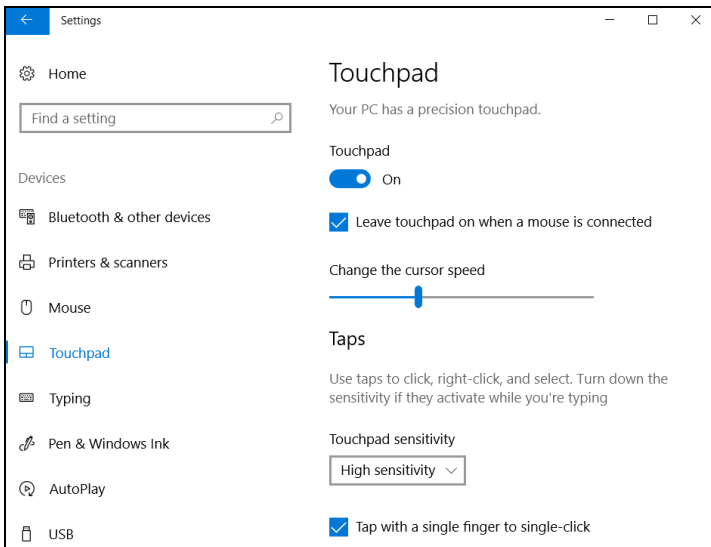 Settings
Home
Find a setting
Devices
Bluetooth & other devices
Printers & scanners
Mouse
Touchpad
Typing
Pen & Windows Ink
AutoPlay
USB
Touchpad
Your PC has a precision touchpad.
Touchpad
On
Leave touchpad on when a mouse is connected
Change the cursor speed
Taps
Use taps to click, right-click, and select. Turn down the
sensitivity if they activate while you're typing
Touchpad sensitivity
High sensitivity
Tap with a single finger to single-click